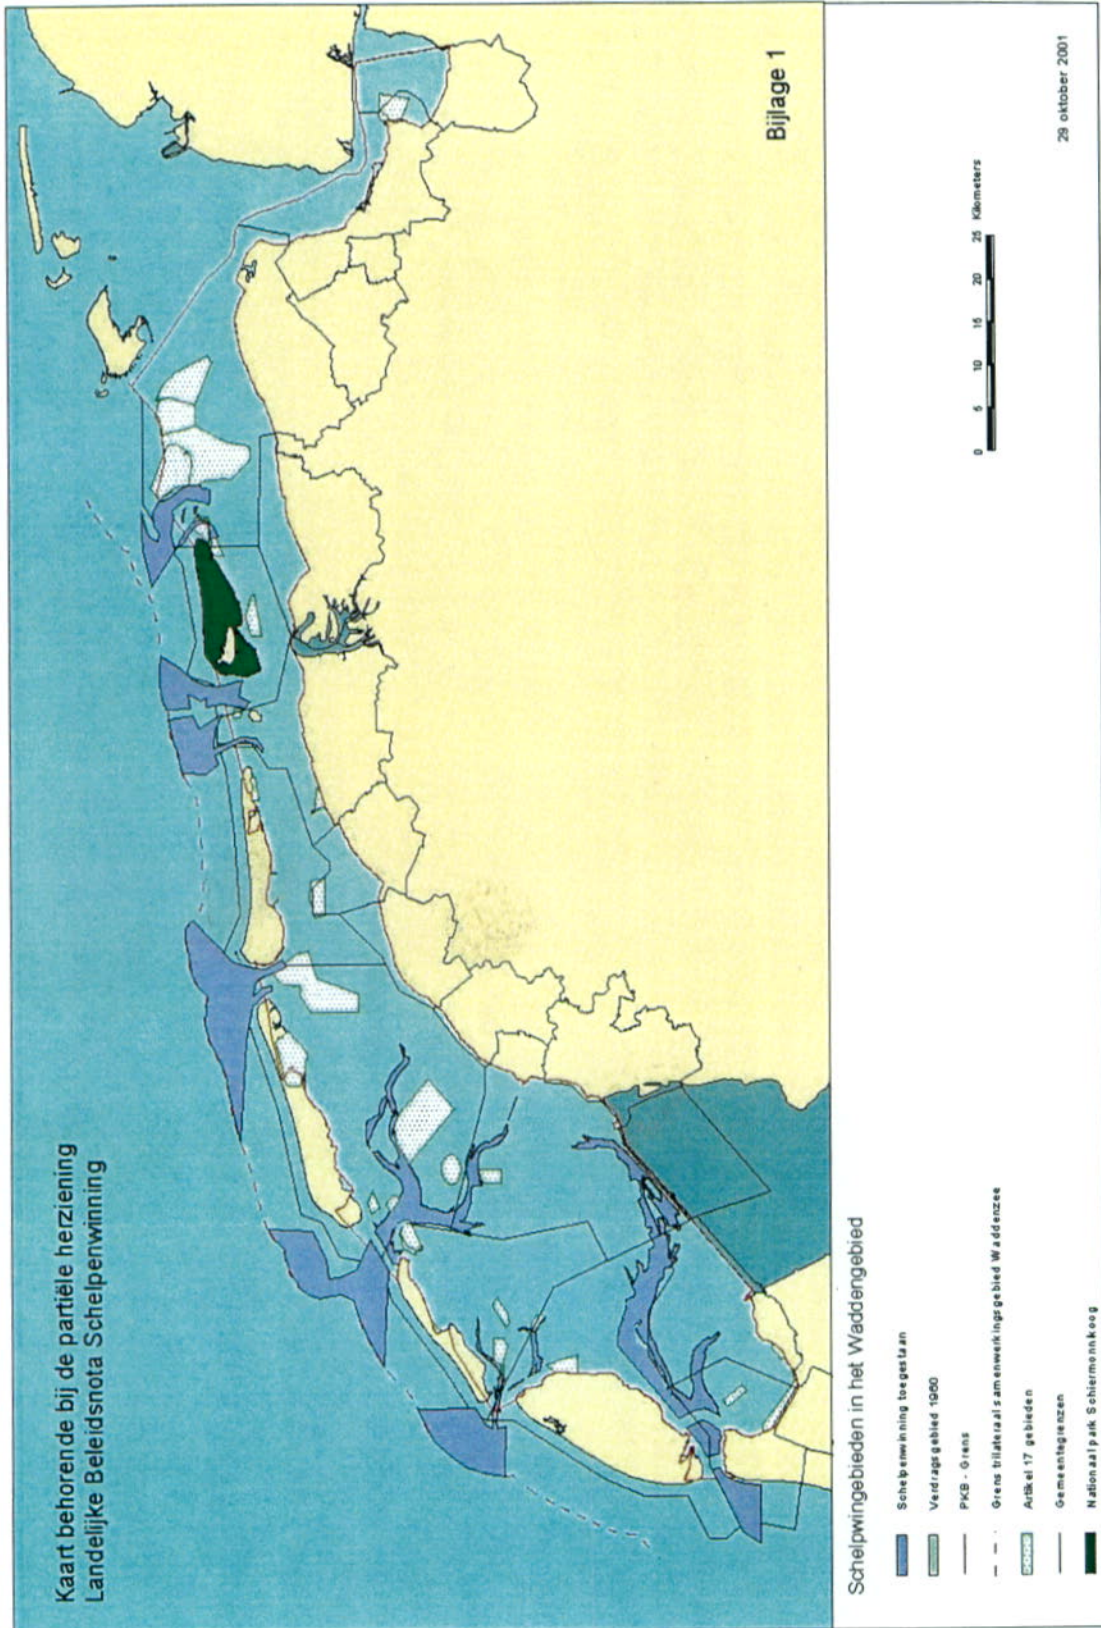 Kaart behorende bij de partiële herziening
Landelijke Beleidsnota Schelpenwinning
Bijlage 1
Schelpwingebieden in het Waddengebied
Schelpenwinning toegestaan
Verdragsgebied 1960
PKB - Grens
Grens trilateraal samenwerkingsgebied Waddenzee
Artikel 17 gebieden
Gemeentegrenzen
Nationaal park Schiermonnikoog
0 5 10 15 20 25 Kilometers
29 oktober 2001